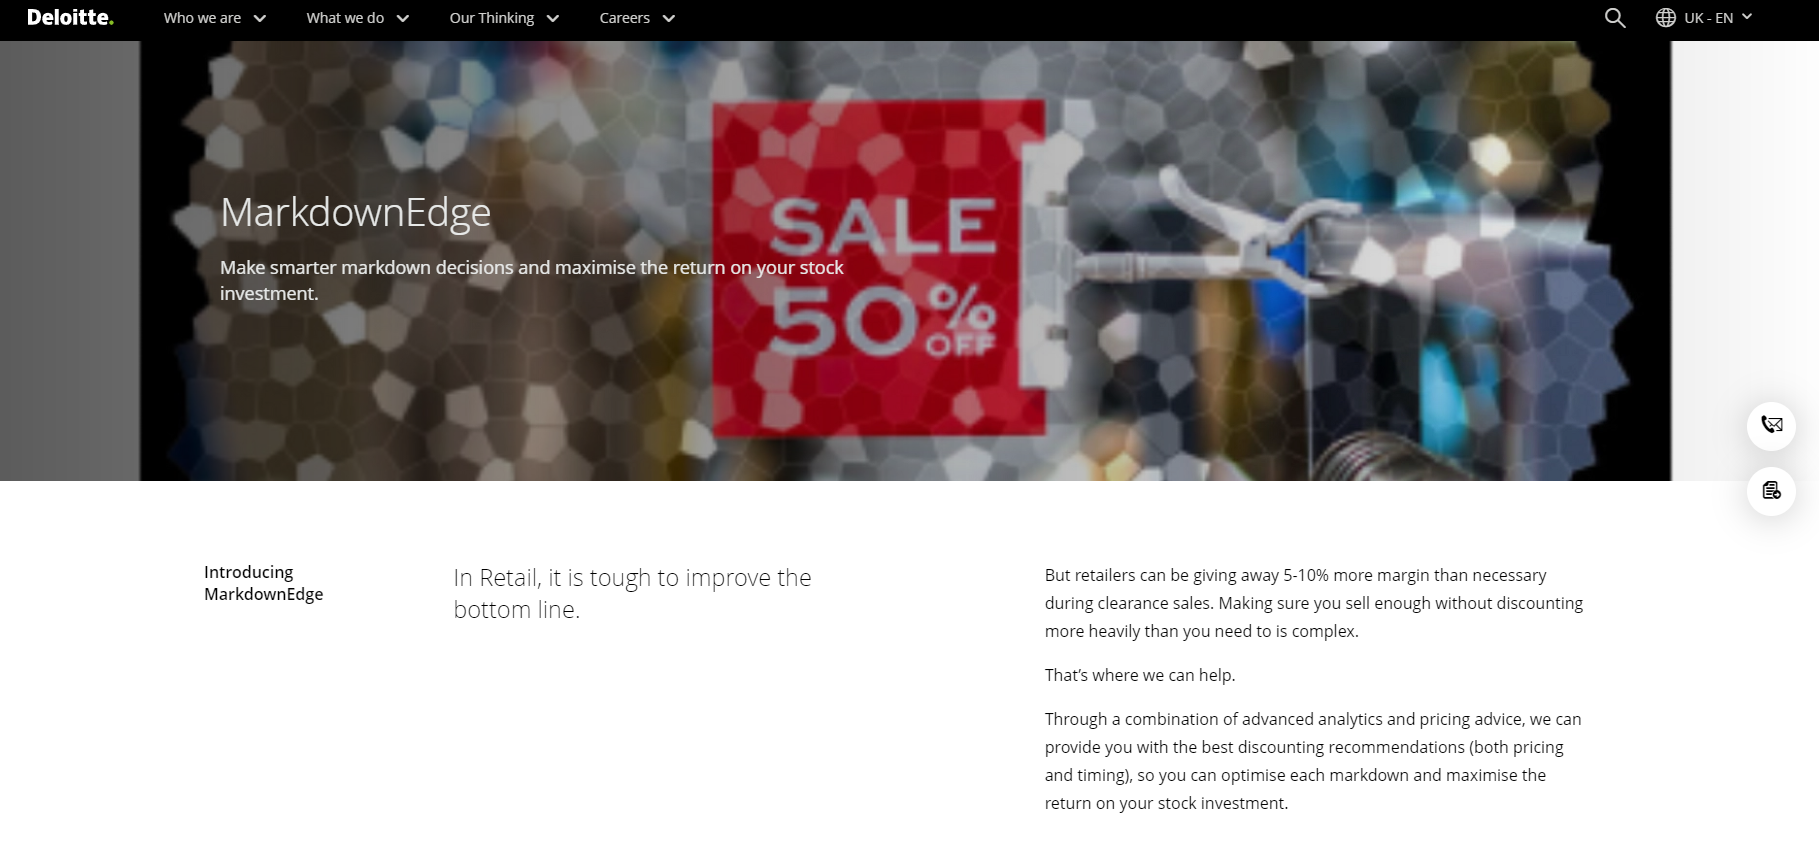 Deloitte.
Who we are
What we do
Our Thinking
Careers
UK - EN
MarkdownEdge
Make smarter markdown decisions and maximise the return on your stock
investment.
SALE
50%
OFF
Introducing
MarkdownEdge
In Retail, it is tough to improve the
bottom line.
But retailers can be giving away 5-10% more margin than necessary
during clearance sales. Making sure you sell enough without discounting
more heavily than you need to is complex.
That’s where we can help.
Through a combination of advanced analytics and pricing advice, we can
provide you with the best discounting recommendations (both pricing
and timing), so you can optimise each markdown and maximise the
return on your stock investment.